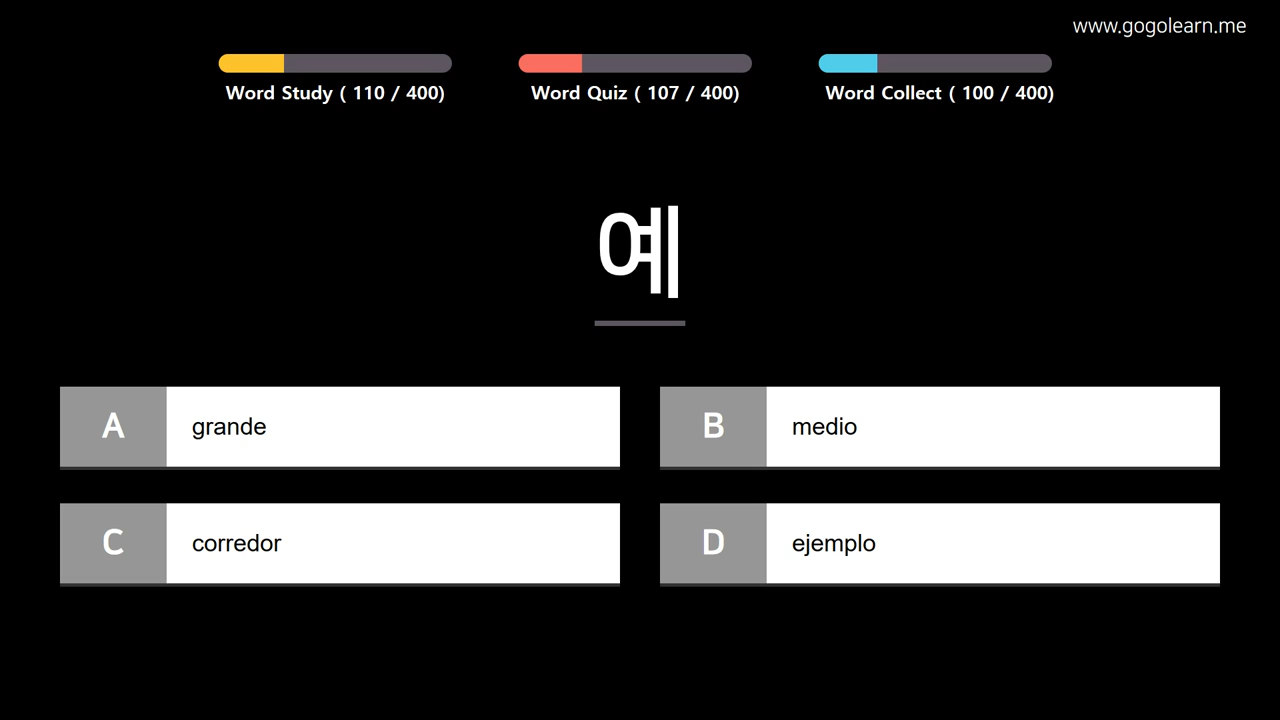 www.gogolearn.me
Word Study ( 110 / 400)
Word Quiz ( 107 / 400)
Word Collect ( 100 / 400)
예
A grande
B medio
C corredor
D ejemplo